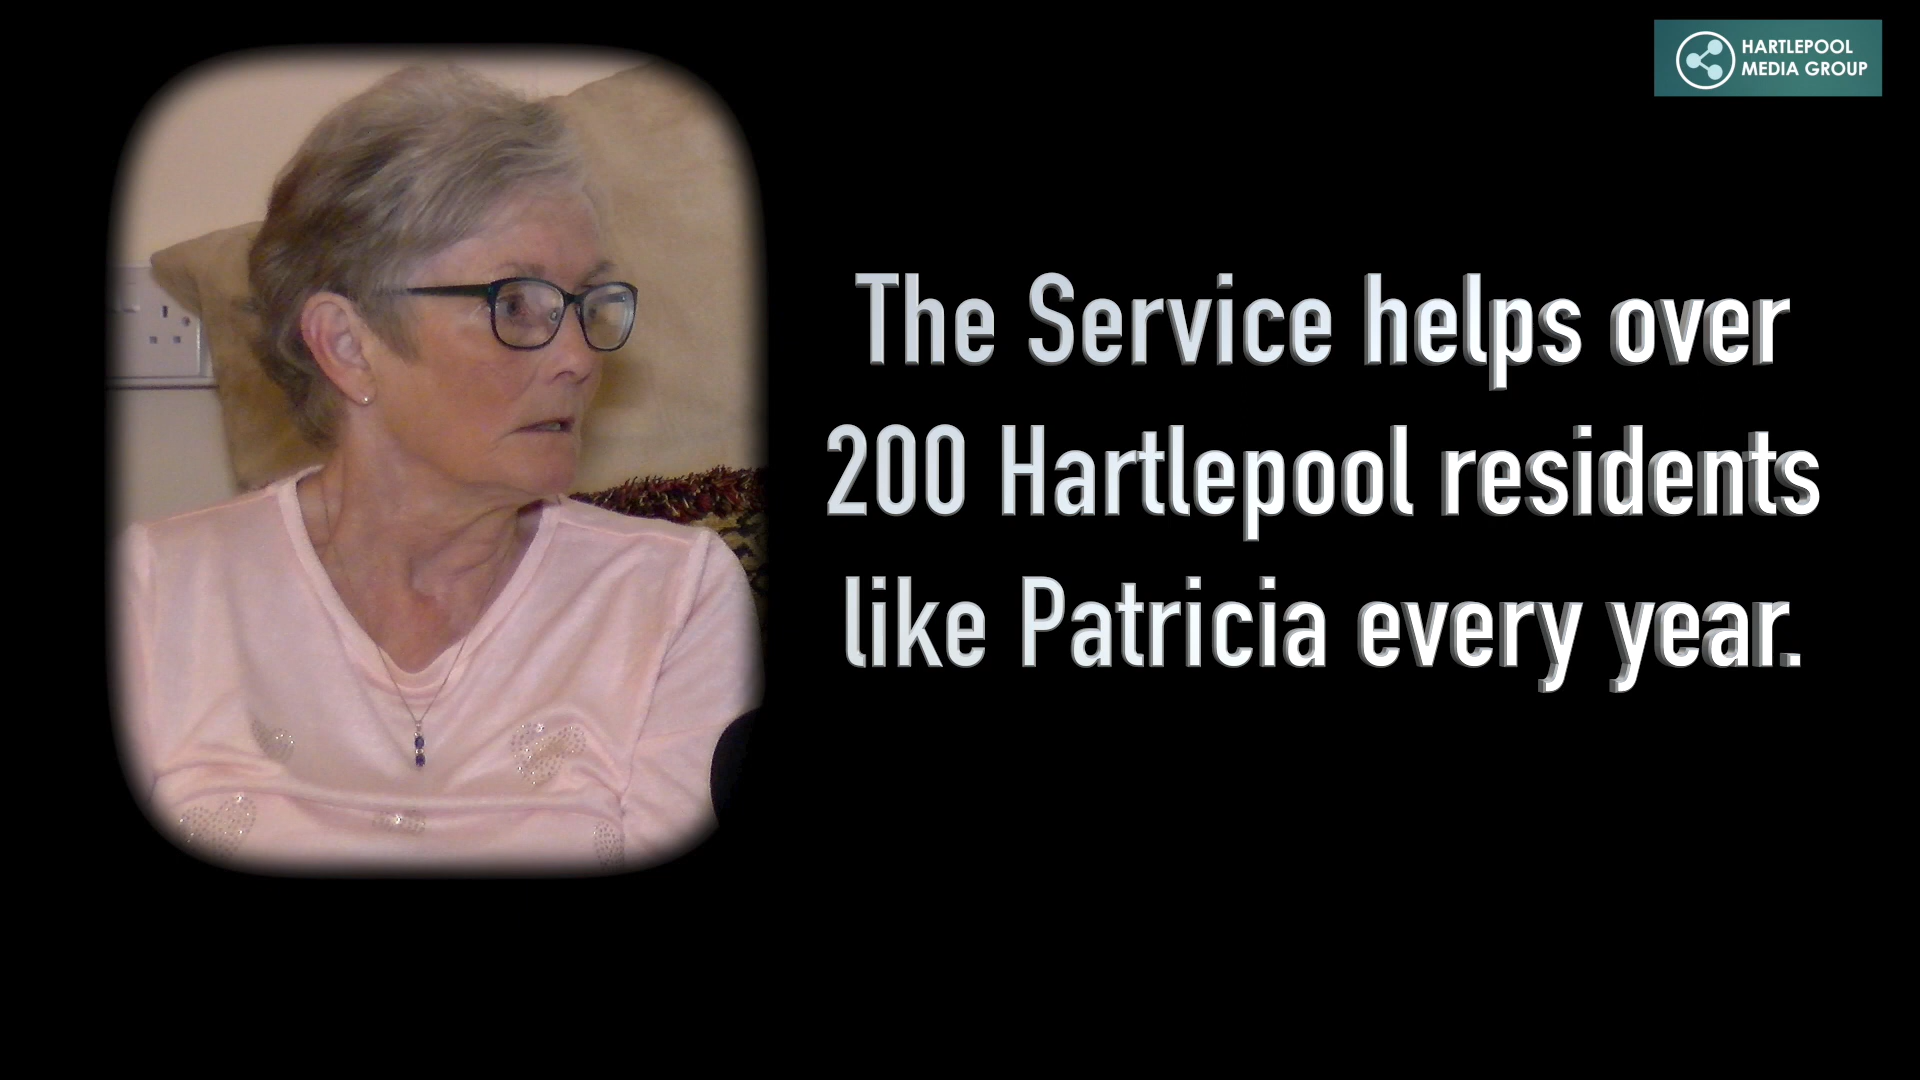 HARTLEPOOL
MEDIA GROUP
The Service helps over
200 Hartlepool residents
like Patricia every year.